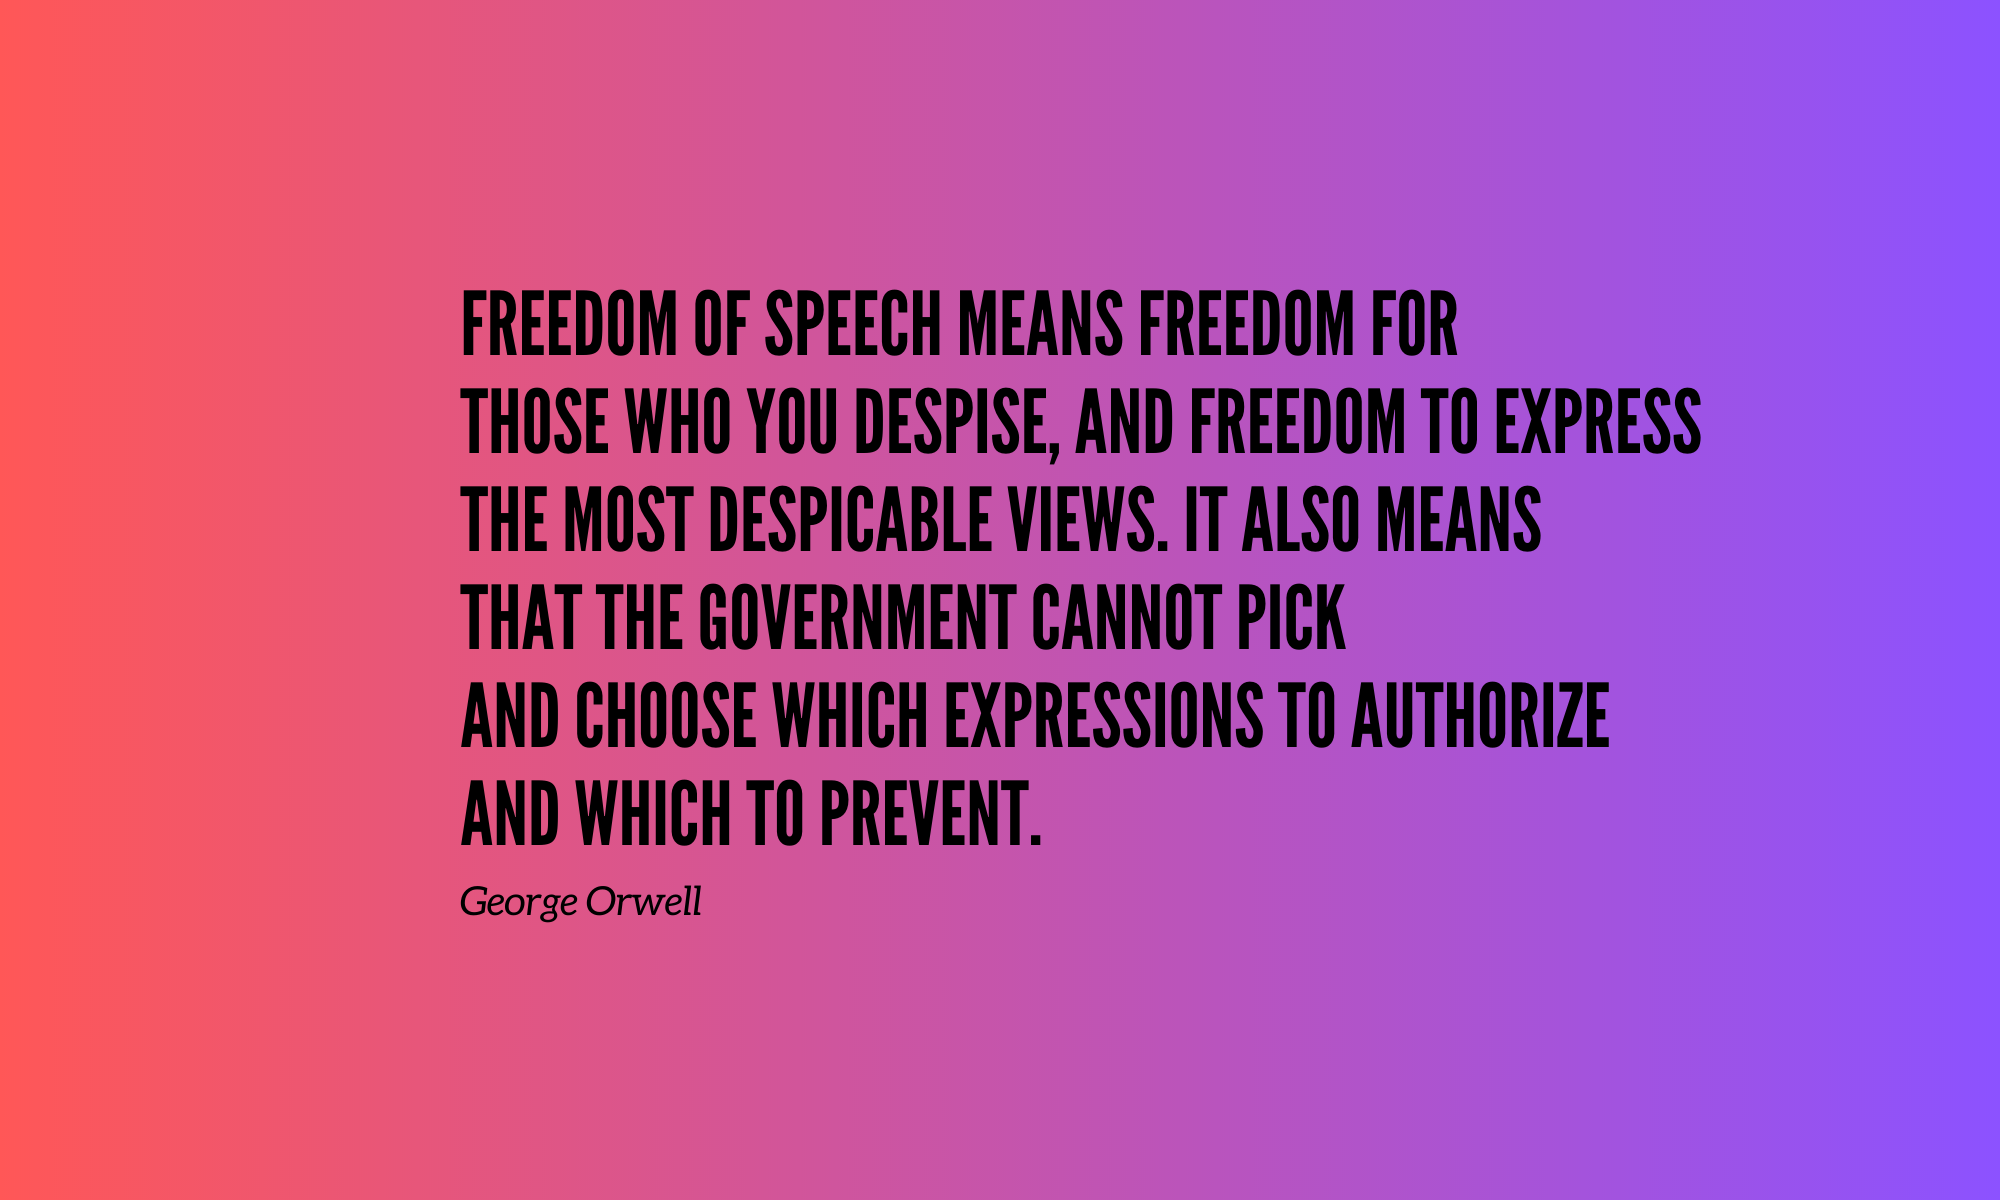 FREEDOM OF SPEECH MEANS FREEDOM FOR
THOSE WHO YOU DESPISE, AND FREEDOM TO EXPRESS
THE MOST DESPICABLE VIEWS. IT ALSO MEANS
THAT THE GOVERNMENT CANNOT PICK
AND CHOOSE WHICH EXPRESSIONS TO AUTHORIZE
AND WHICH TO PREVENT.
George Orwell